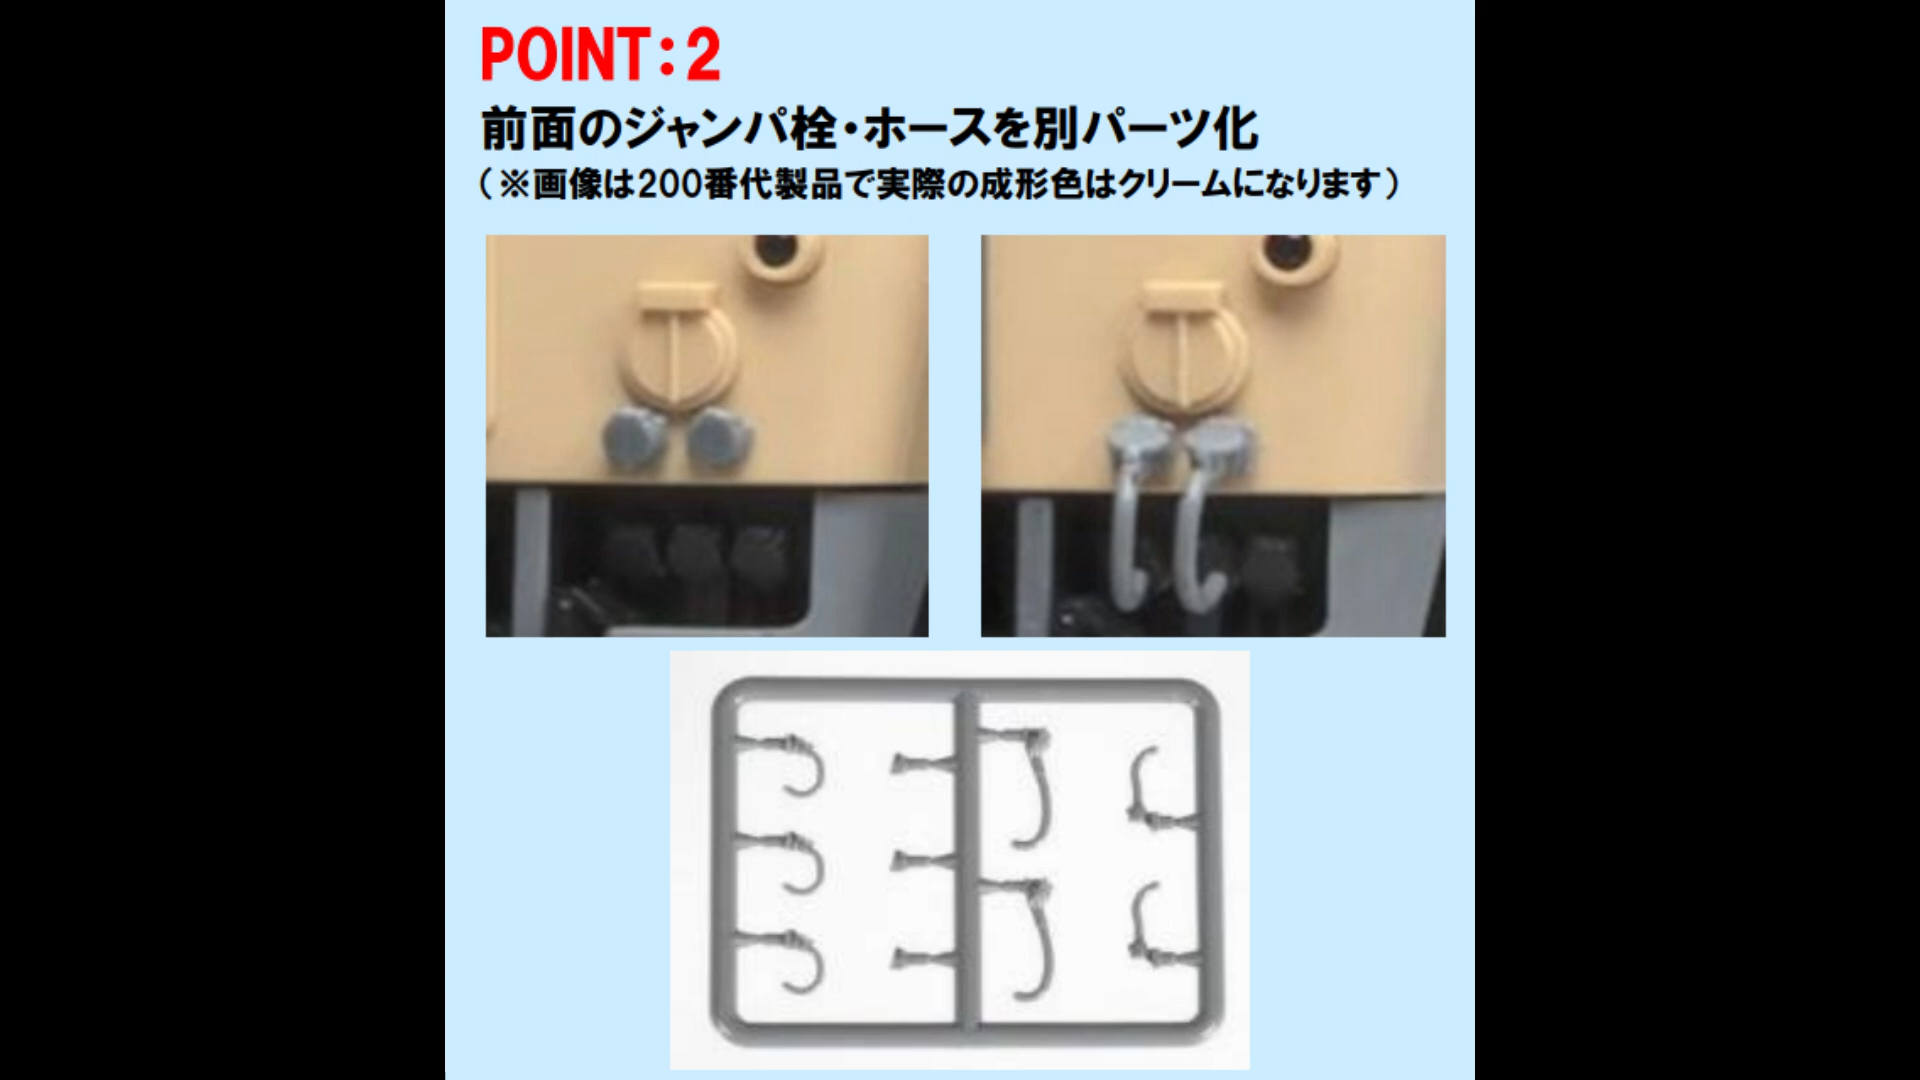 POINT：2
前面のジャンパ栓・ホースを別パーツ化
（※画像は200番代製品で実際の成形色はクリームになります）